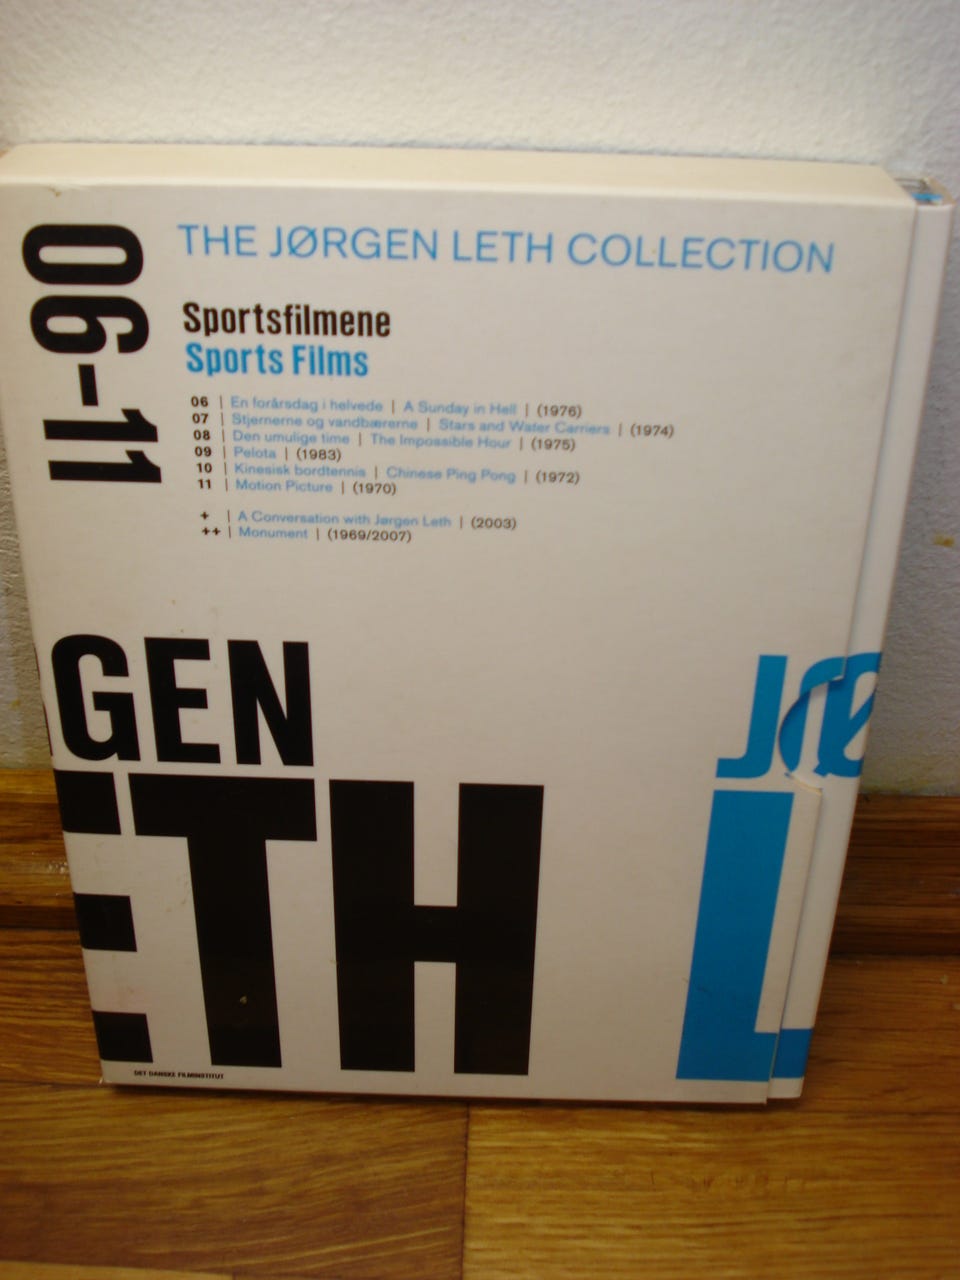 06-11
THE JØRGEN LETH COLLECTION
Sportsfilmene
Sports Films
06 | En forårsdag i helvede | A Sunday in Hell | (1976)
07 | Stjernerne og vandbærerne | Stars and Water Carriers | (1974)
08 | Den umulige time | The Impossible Hour | (1975)
09 | Pelota | (1983)
10 | Kinesisk bordtennis | Chinese Ping Pong | (1972)
11 | Motion Picture | (1970)
+ | A Conversation with Jørgen Leth | (2003)
++ | Monument | (1969/2007)
GEN JØ
ETH L
DET DANSKE FILMINSTITUT